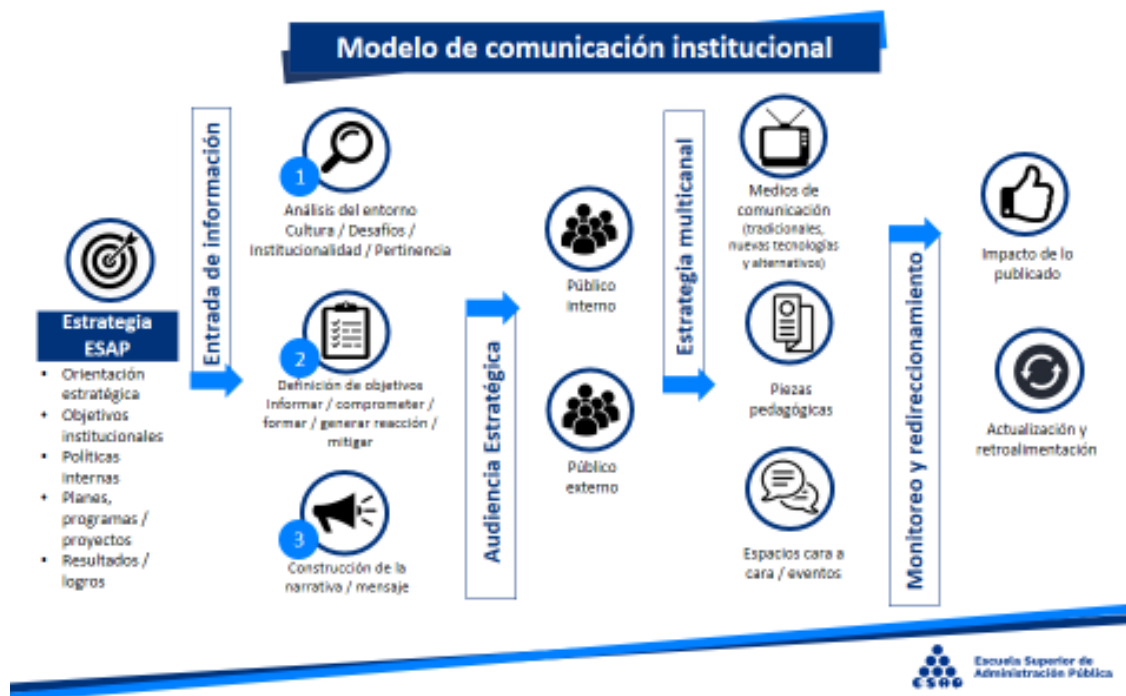 Modelo de comunicación institucional
Estrategia
ESAP
• Orientación
estratégica
• Objetivos
institucionales
• Políticas
Internas
• Planes,
programas /
proyectos
• Resultados /
logros
Entrada de información
1
Análisis del entorno
Cultura / Desafíos /
Institucionalidad / Pertinencia
2
Definición de objetivos
Informar / comprometer /
formar / generar reacción /
mitigar
3
Construcción de la
narrativa / mensaje
Audiencia Estratégica
Público
Interno
Público
externo
Estrategia multicanal
Medios de
comunicación
(tradicionales,
nuevas tecnologías
y alternativos)
Piezas
pedagógicas
Espacios cara a
cara / eventos
Monitoreo y redireccionamiento
Impacto de lo
publicado
Actualización y
retroalimentación
esap
Escuela Superior de
Administración Pública